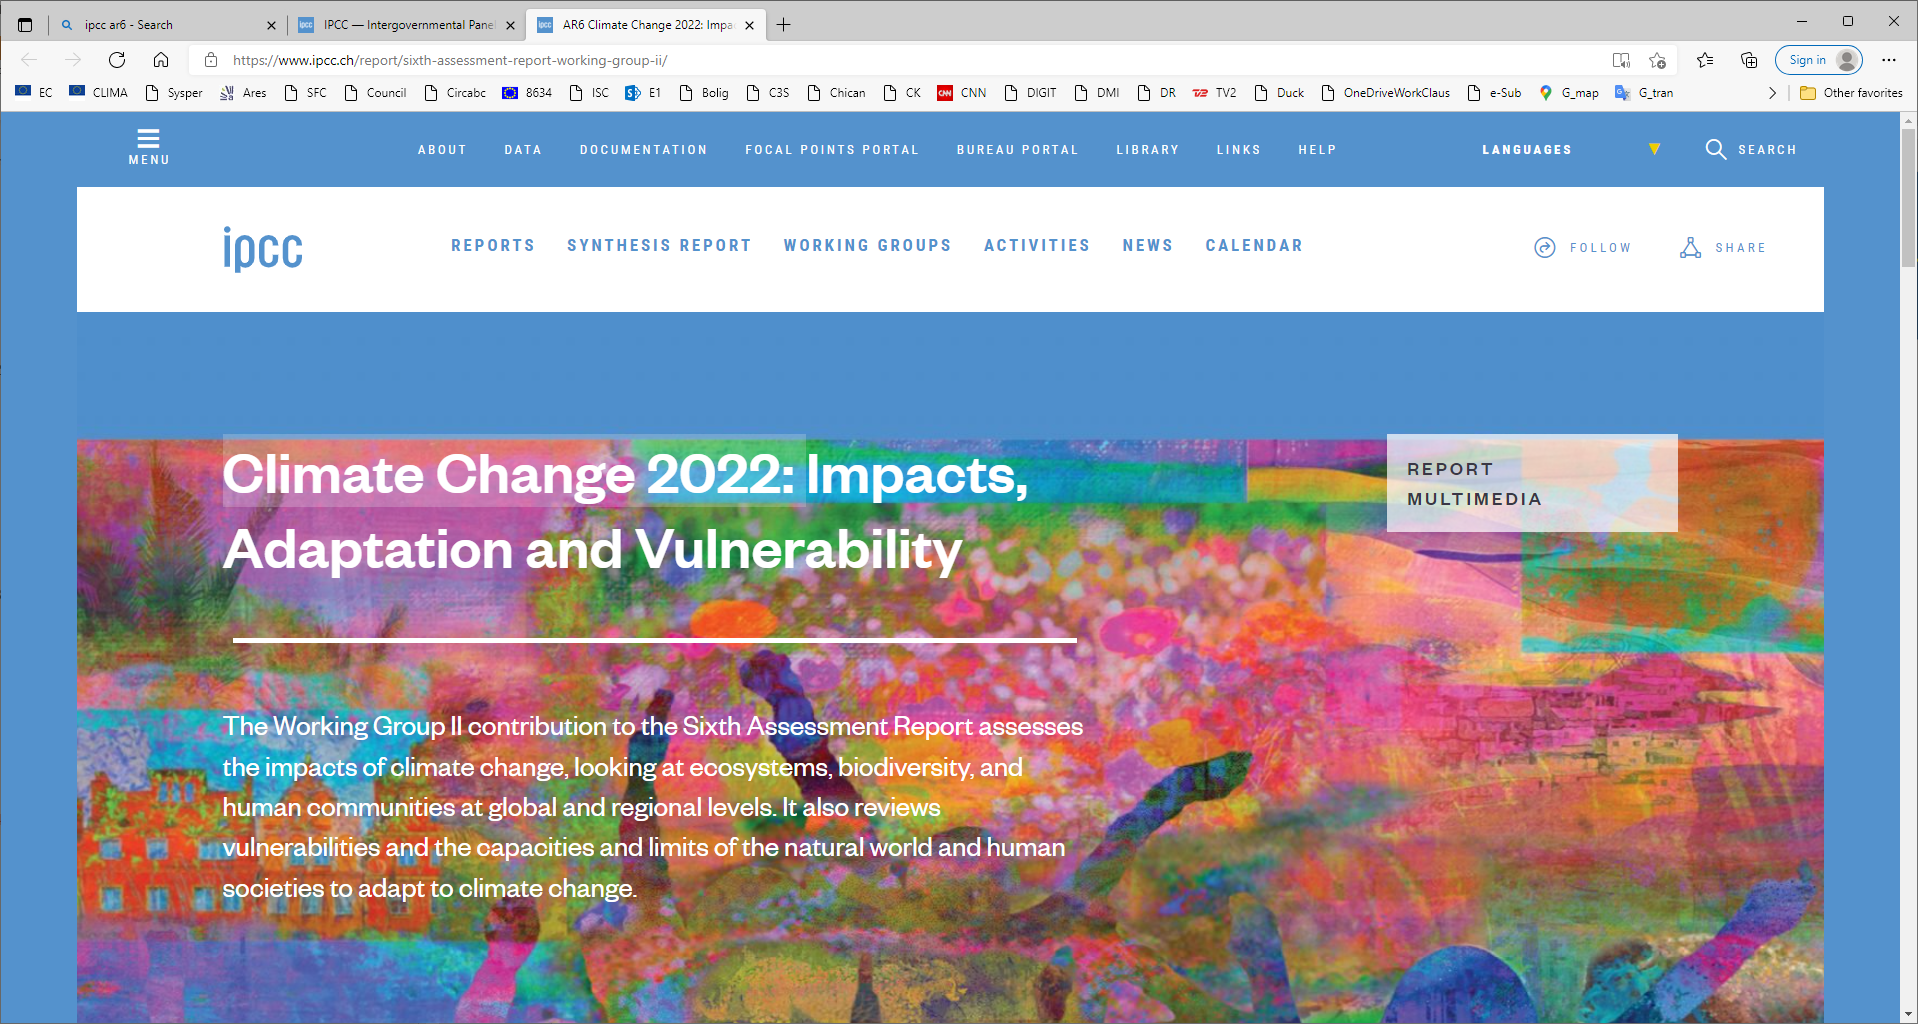 ipcc ar6 - Search
IPCC — Intergovernmental Pane
AR6 Climate Change 2022: Impa
https://www.ipcc.ch/report/sixth-assessment-report-working-group-ii/
Sign in
EC CLIMA Sysper Ares SFC Council Circabc 8634 ISC E1 Bolig C3S Chican CK CNN CNN DIGIT DMI DR TV2 Duck OneDriveWorkClaus e-Sub G_map G_tran Other favorites
MENU
ABOUT DATA DOCUMENTATION FOCAL POINTS PORTAL BUREAU PORTAL LIBRARY LINKS HELP LANGUAGES SEARCH
ipcc
REPORTS SYNTHESIS REPORT WORKING GROUPS ACTIVITIES NEWS CALENDAR
FOLLOW SHARE
Climate Change 2022: Impacts,
Adaptation and Vulnerability
REPORT
MULTIMEDIA
The Working Group II contribution to the Sixth Assessment Report assesses
the impacts of climate change, looking at ecosystems, biodiversity, and
human communities at global and regional levels. It also reviews
vulnerabilities and the capacities and limits of the natural world and human
societies to adapt to climate change.